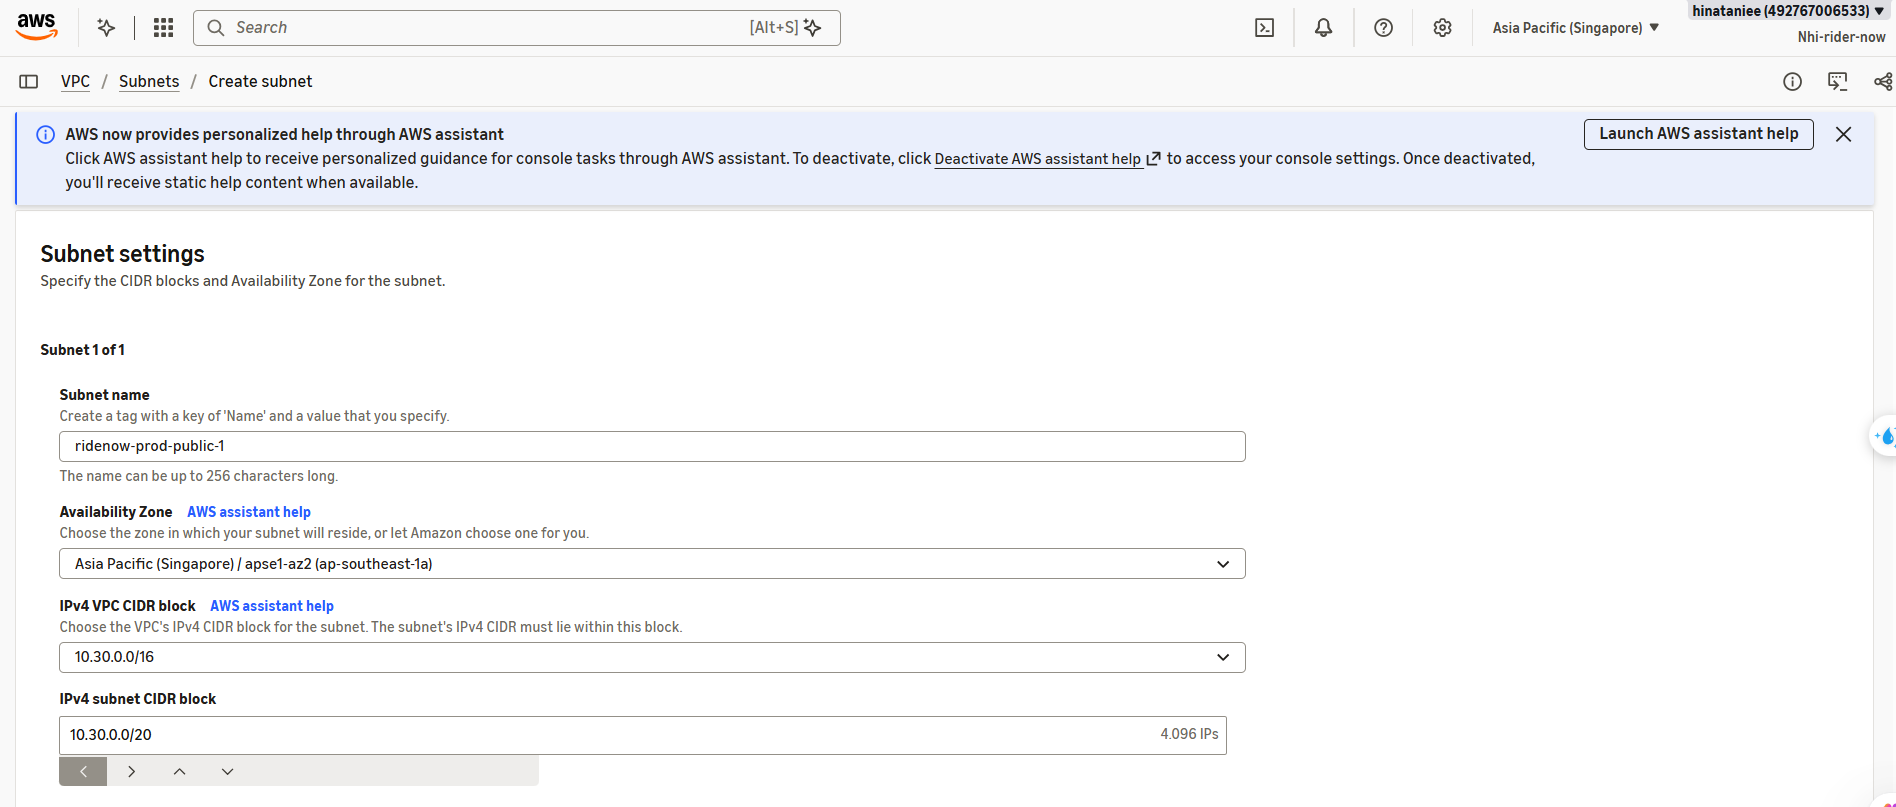 aws
Search
[Alt+S]
Asia Pacific (Singapore)
hinataniee (492767006533)
Nhi-rider-now
VPC / Subnets / Create subnet
AWS now provides personalized help through AWS assistant
Click AWS assistant help to receive personalized guidance for console tasks through AWS assistant. To deactivate, click Deactivate AWS assistant help to access your console settings. Once deactivated,
you'll receive static help content when available.
Launch AWS assistant help
Subnet settings
Specify the CIDR blocks and Availability Zone for the subnet.
Subnet 1 of 1
Subnet name
Create a tag with a key of 'Name' and a value that you specify.
ridenow-prod-public-1
The name can be up to 256 characters long.
Availability Zone AWS assistant help
Choose the zone in which your subnet will reside, or let Amazon choose one for you.
Asia Pacific (Singapore) / apse1-az2 (ap-southeast-1a)
IPv4 VPC CIDR block AWS assistant help
Choose the VPC's IPv4 CIDR block for the subnet. The subnet's IPv4 CIDR must lie within this block.
10.30.0.0/16
IPv4 subnet CIDR block
10.30.0.0/20
4.096 IPs